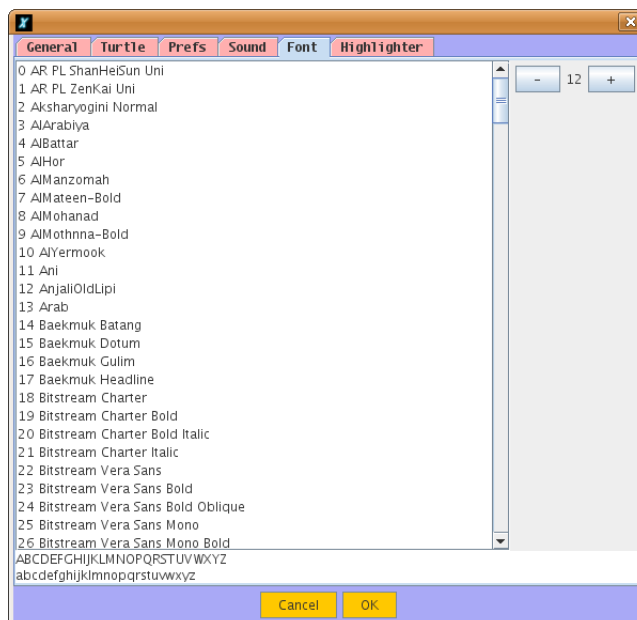 General Turtle Prefs Sound Font Highlighter
0 AR PL ShanHeiSun Uni
1 AR PL ZenKai Uni
2 Aksharyogini Normal
3 AlArabiya
4 AlBattar
5 AlHor
6 AlManzomah
7 AlMateen-Bold
8 AlMohanad
9 AlMothnna-Bold
10 AlYermook
11 Ani
12 AnjaliOldLipi
13 Arab
14 Baekmuk Batang
15 Baekmuk Dotum
16 Baekmuk Gulim
17 Baekmuk Headline
18 Bitstream Charter
19 Bitstream Charter Bold
20 Bitstream Charter Bold Italic
21 Bitstream Charter Italic
22 Bitstream Vera Sans
23 Bitstream Vera Sans Bold
24 Bitstream Vera Sans Bold Oblique
25 Bitstream Vera Sans Mono
26 Bitstream Vera Sans Mono Bold
- 12 +
ABCDEFGHIJKLMNOPQRSTUVWXYZ
abcdefghijklmnopqrstuvwxyz
Cancel OK